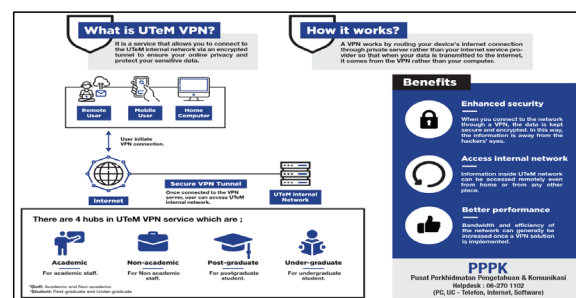 What is UTeM VPN?
It is a service that allows you to connect to
the UTeM internal network via an encrypted
tunnel to ensure your online privacy and
protect your sensitive data.
How it works?
A VPN works by routing your device's internet connection
through private server rather than your internet service pro-
vider so that when your data is transmitted to the internet,
it comes from the VPN rather than your computer.
Remote
User
Mobile
User
Home
Computer
User initiate
VPN connection.
Internet
Secure VPN Tunnel
Once connected to the VPN
server, user can access UTeM
internal network.
UTeM Internal
Network
There are 4 hubs in UTeM VPN service which are ;
Academic
For academic staff.
Non-academic
For Non academic
staff.
Post-graduate
For postgraduate
student.
Under-graduate
For undergraduate
student.
*Staff: Academic and Non-academic
*Student: Post-graduate and Under-graduate
Benefits
Enhanced security
When you connect to the network
through a VPN, the data is kept
secure and encrypted. In this way,
the information is away from the
hackers' eyes.
Access internal network
Information inside UTeM network
can be accessed remotely even
from home or from any other
place.
Better performance
Bandwidth and efficiency of
the network can generally be
increased once a VPN solution
is implemented.
PPPK
Pusat Perkhidmatan Pengetahuan & Komunikasi
Helpdesk : 06-270 1102
(PC, UC - Telefon, Internet, Software)